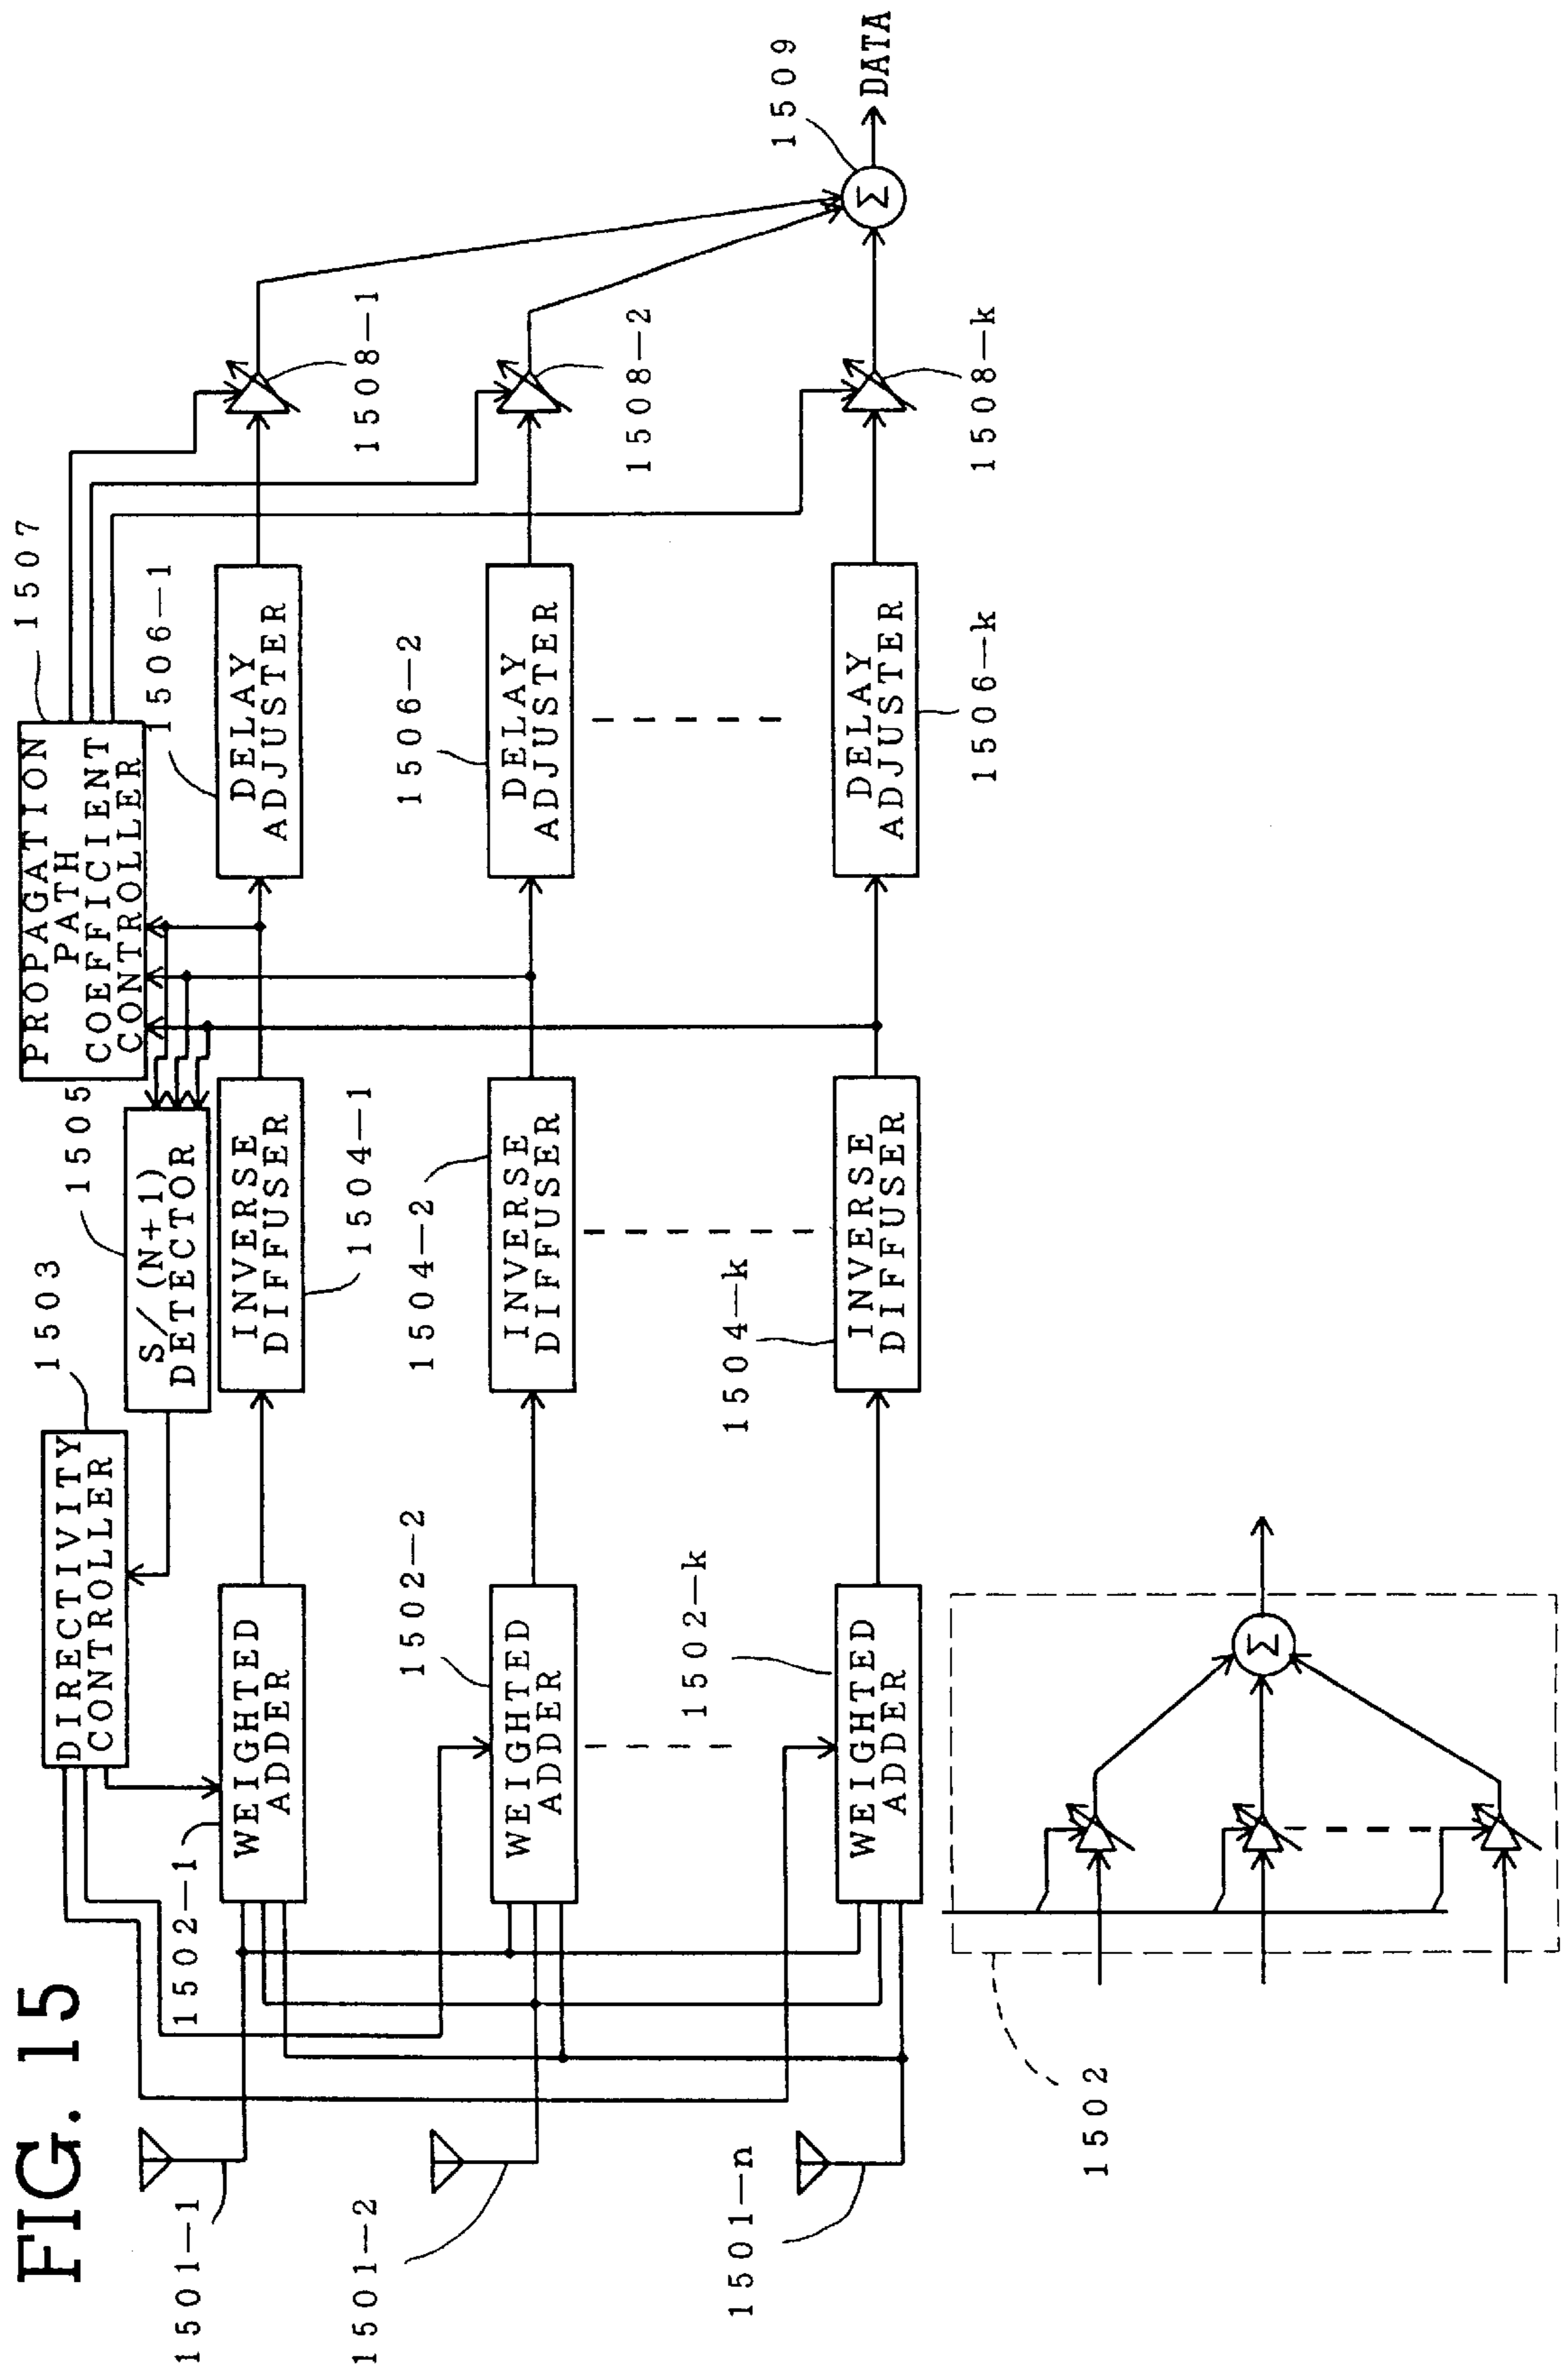 FIG. 15
1501-1
1501-2
1501-n
1502-1
1502-2
1502-k
WEIGHTED
ADDER
WEIGHTED
ADDER
WEIGHTED
ADDER
1503
DIRECTIVITY
CONTROLLER
1505
S/(N+1)
DETECTOR
INVERSE
DIFFUSER
1504-1
1504-2
INVERSE
DIFFUSER
1504-k
INVERSE
DIFFUSER
1507
PROPAGATION
PATH
COEFFICIENT
CONTROLLER
1506-1
DELAY
ADJUSTER
1506-2
DELAY
ADJUSTER
DELAY
ADJUSTER
1506-k
1508-1
1508-2
1508-k
1509
Σ
DATA
1502
Σ